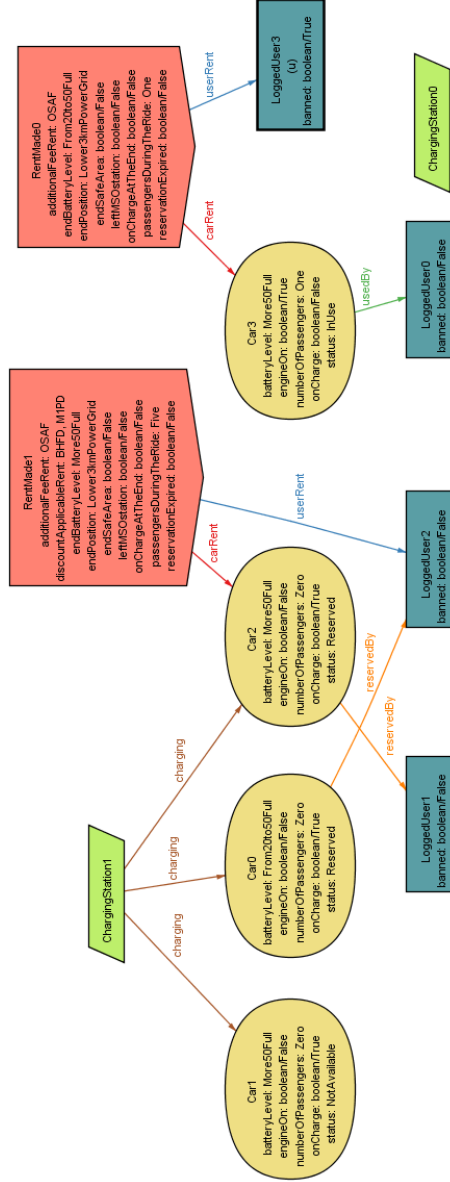 RentMade0
additionalFeeRent: OSAF
endBatteryLevel: From20to50Full
endPosition: Lower3kmPowerGrid
endSafeArea: boolean/False
leftMSOstation: boolean/False
onChargeAtTheEnd: boolean/False
passengersDuringTheRide: One
reservationExpired: boolean/False
RentMade1
additionalFeeRent: OSAF
discountApplicableRent: BHFD, M1PD
endBatteryLevel: More50Full
endPosition: Lower3kmPowerGrid
endSafeArea: boolean/False
leftMSOstation: boolean/False
onChargeAtTheEnd: boolean/False
passengersDuringTheRide: Five
reservationExpired: boolean/False
ChargingStation1
charging
charging
charging
carRent
userRent
carRent
userRent
Car1
batteryLevel: More50Full
engineOn: boolean/False
numberOfPassengers: Zero
onCharge: boolean/True
status: NotAvailable
Car0
batteryLevel: From20to50Full
engineOn: boolean/False
numberOfPassengers: Zero
onCharge: boolean/True
status: Reserved
Car2
batteryLevel: More50Full
engineOn: boolean/False
numberOfPassengers: Zero
onCharge: boolean/True
status: Reserved
Car3
batteryLevel: More50Full
engineOn: boolean/True
numberOfPassengers: One
onCharge: boolean/False
status: InUse
LoggedUser3
(u)
banned: boolean/True
reservedBy
reservedBy
usedBy
LoggedUser1
banned: boolean/False
LoggedUser2
banned: boolean/False
LoggedUser0
banned: boolean/False
ChargingStation0